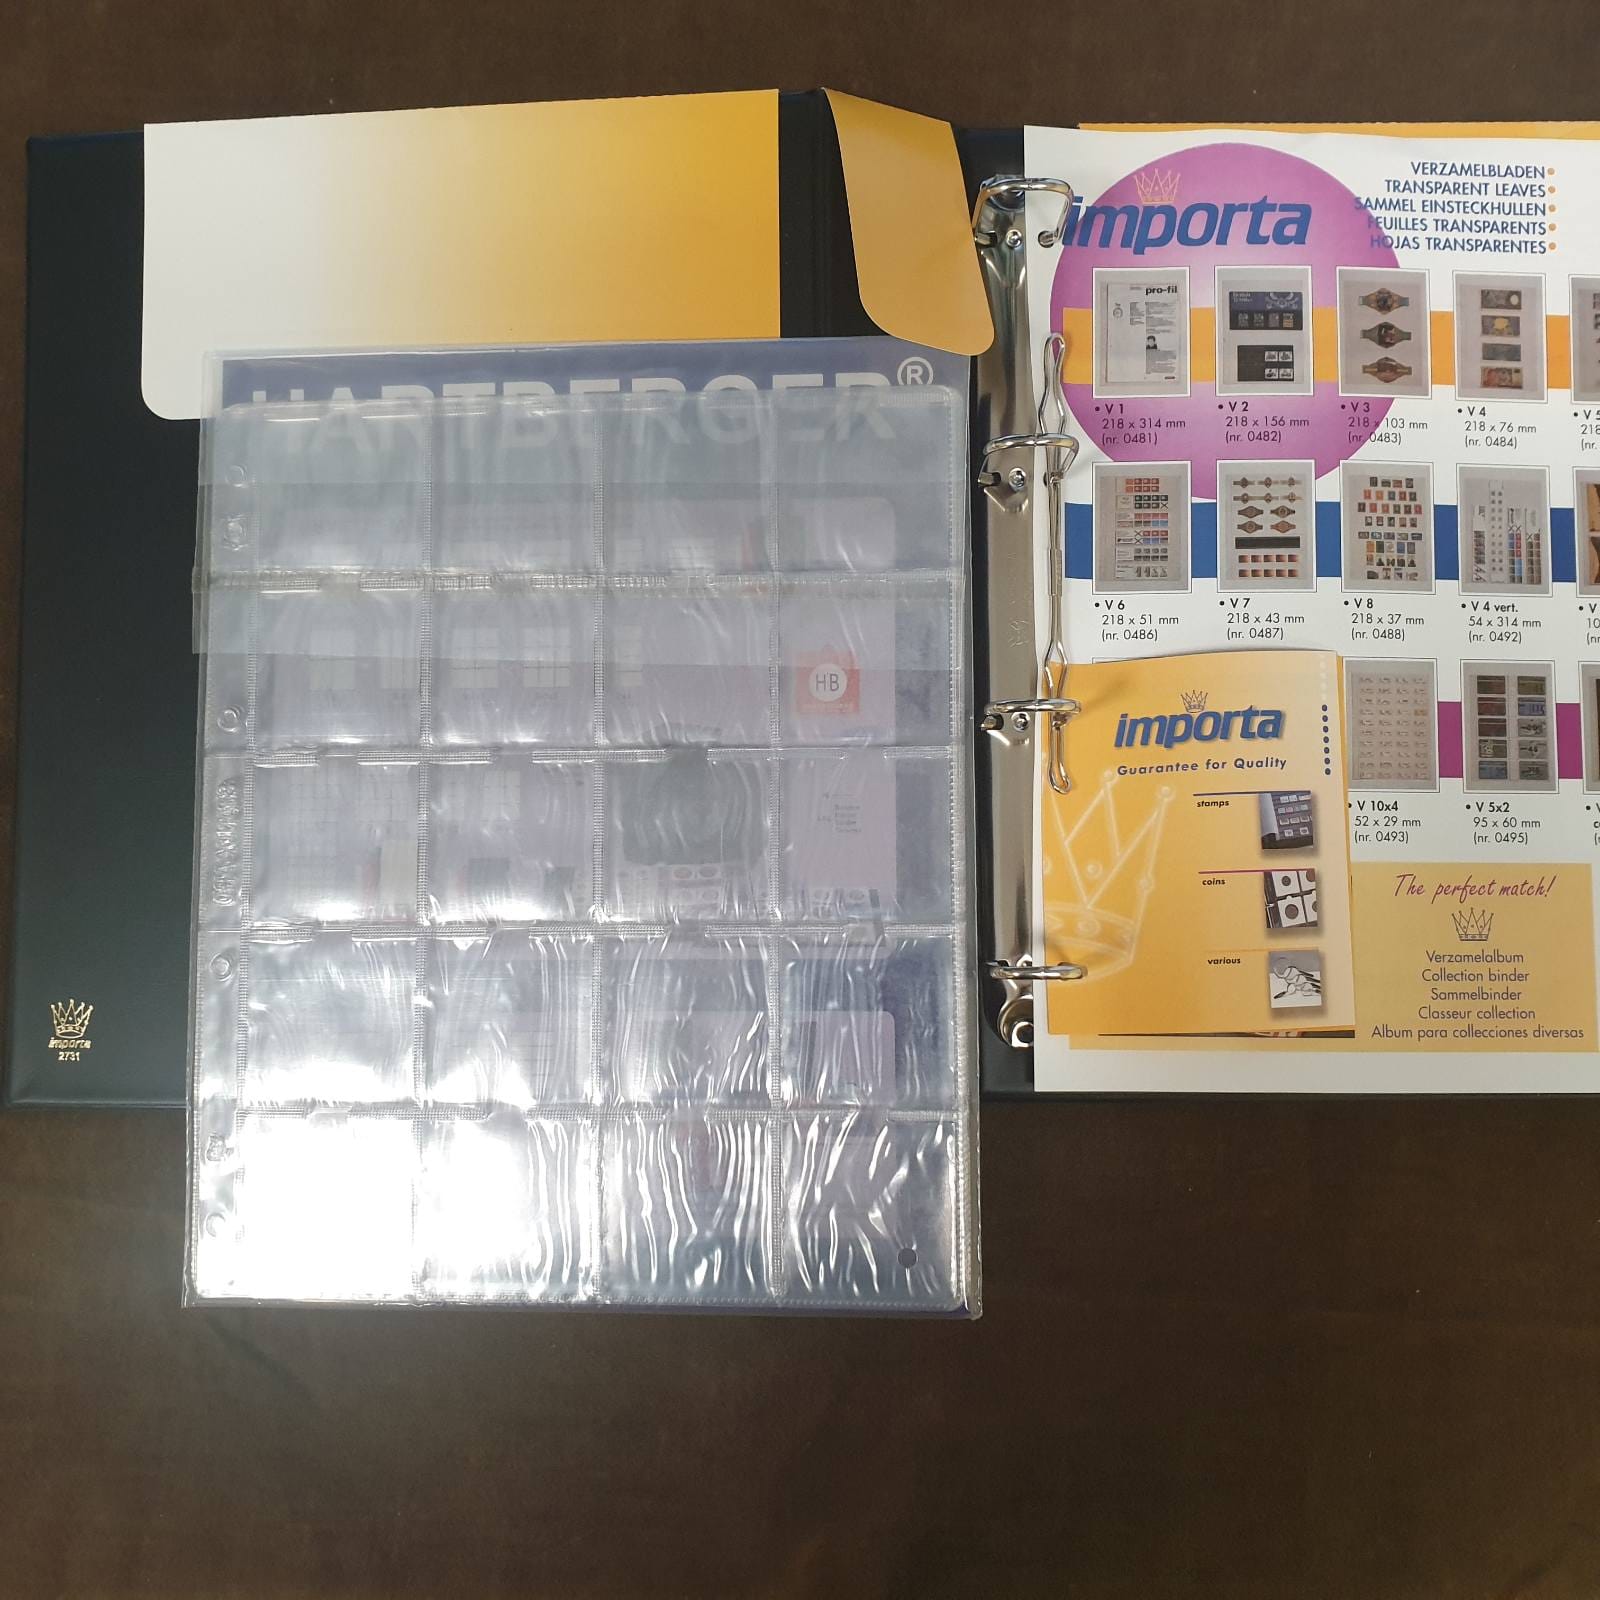 HARTBERGER®
HB
importa
2731
importa
VERZAMELBLADEN
TRANSPARENT LEAVES
SAMMEL EINSTECKHULLEN
FEUILLES TRANSPARENTS
HOJAS TRANSPARENTES
pro-fil
• V 1
218 x 314 mm
(nr. 0481)
• V 2
218 x 156 mm
(nr. 0482)
• V 3
218 x 103 mm
(nr. 0483)
• V 4
218 x 76 mm
(nr. 0484)
• V 6
218 x 51 mm
(nr. 0486)
• V 7
218 x 43 mm
(nr. 0487)
• V 8
218 x 37 mm
(nr. 0488)
• V 4 vert.
54 x 314 mm
(nr. 0492)
• V 10x4
52 x 29 mm
(nr. 0493)
• V 5x2
95 x 60 mm
(nr. 0495)
importa
Guarantee for Quality
stamps
coins
various
The perfect match!
Verzamelalbum
Collection binder
Sammelbinder
Classeur collection
Album para collecciones diversas